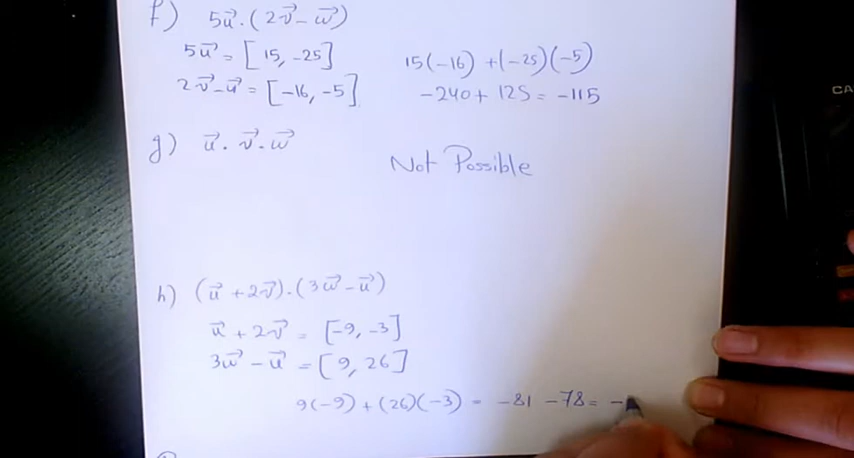 f) 5u⃗ · (2v⃗ – w⃗)
5u⃗ = [15, -25]
15(-16) + (-25)(-5)
2v⃗ – u⃗ = [-16, -5]
-240 + 125 = -115
g) u⃗ · v⃗ · w⃗
Not Possible
h) (u⃗ + 2v⃗) · (3w⃗ – u⃗)
u⃗ + 2v⃗ = [-9, -3]
3w⃗ – u⃗ = [9, 26]
9(-9) + (26)(-3) = -81 -78 = -
CA